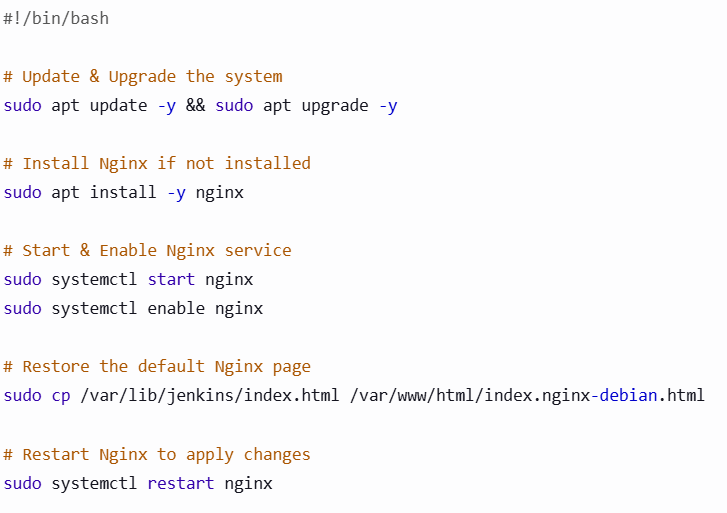 #!/bin/bash
# Update & Upgrade the system
sudo apt update -y && sudo apt upgrade -y
# Install Nginx if not installed
sudo apt install -y nginx
# Start & Enable Nginx service
sudo systemctl start nginx
sudo systemctl enable nginx
# Restore the default Nginx page
sudo cp /var/lib/jenkins/index.html /var/www/html/index.nginx-debian.html
# Restart Nginx to apply changes
sudo systemctl restart nginx